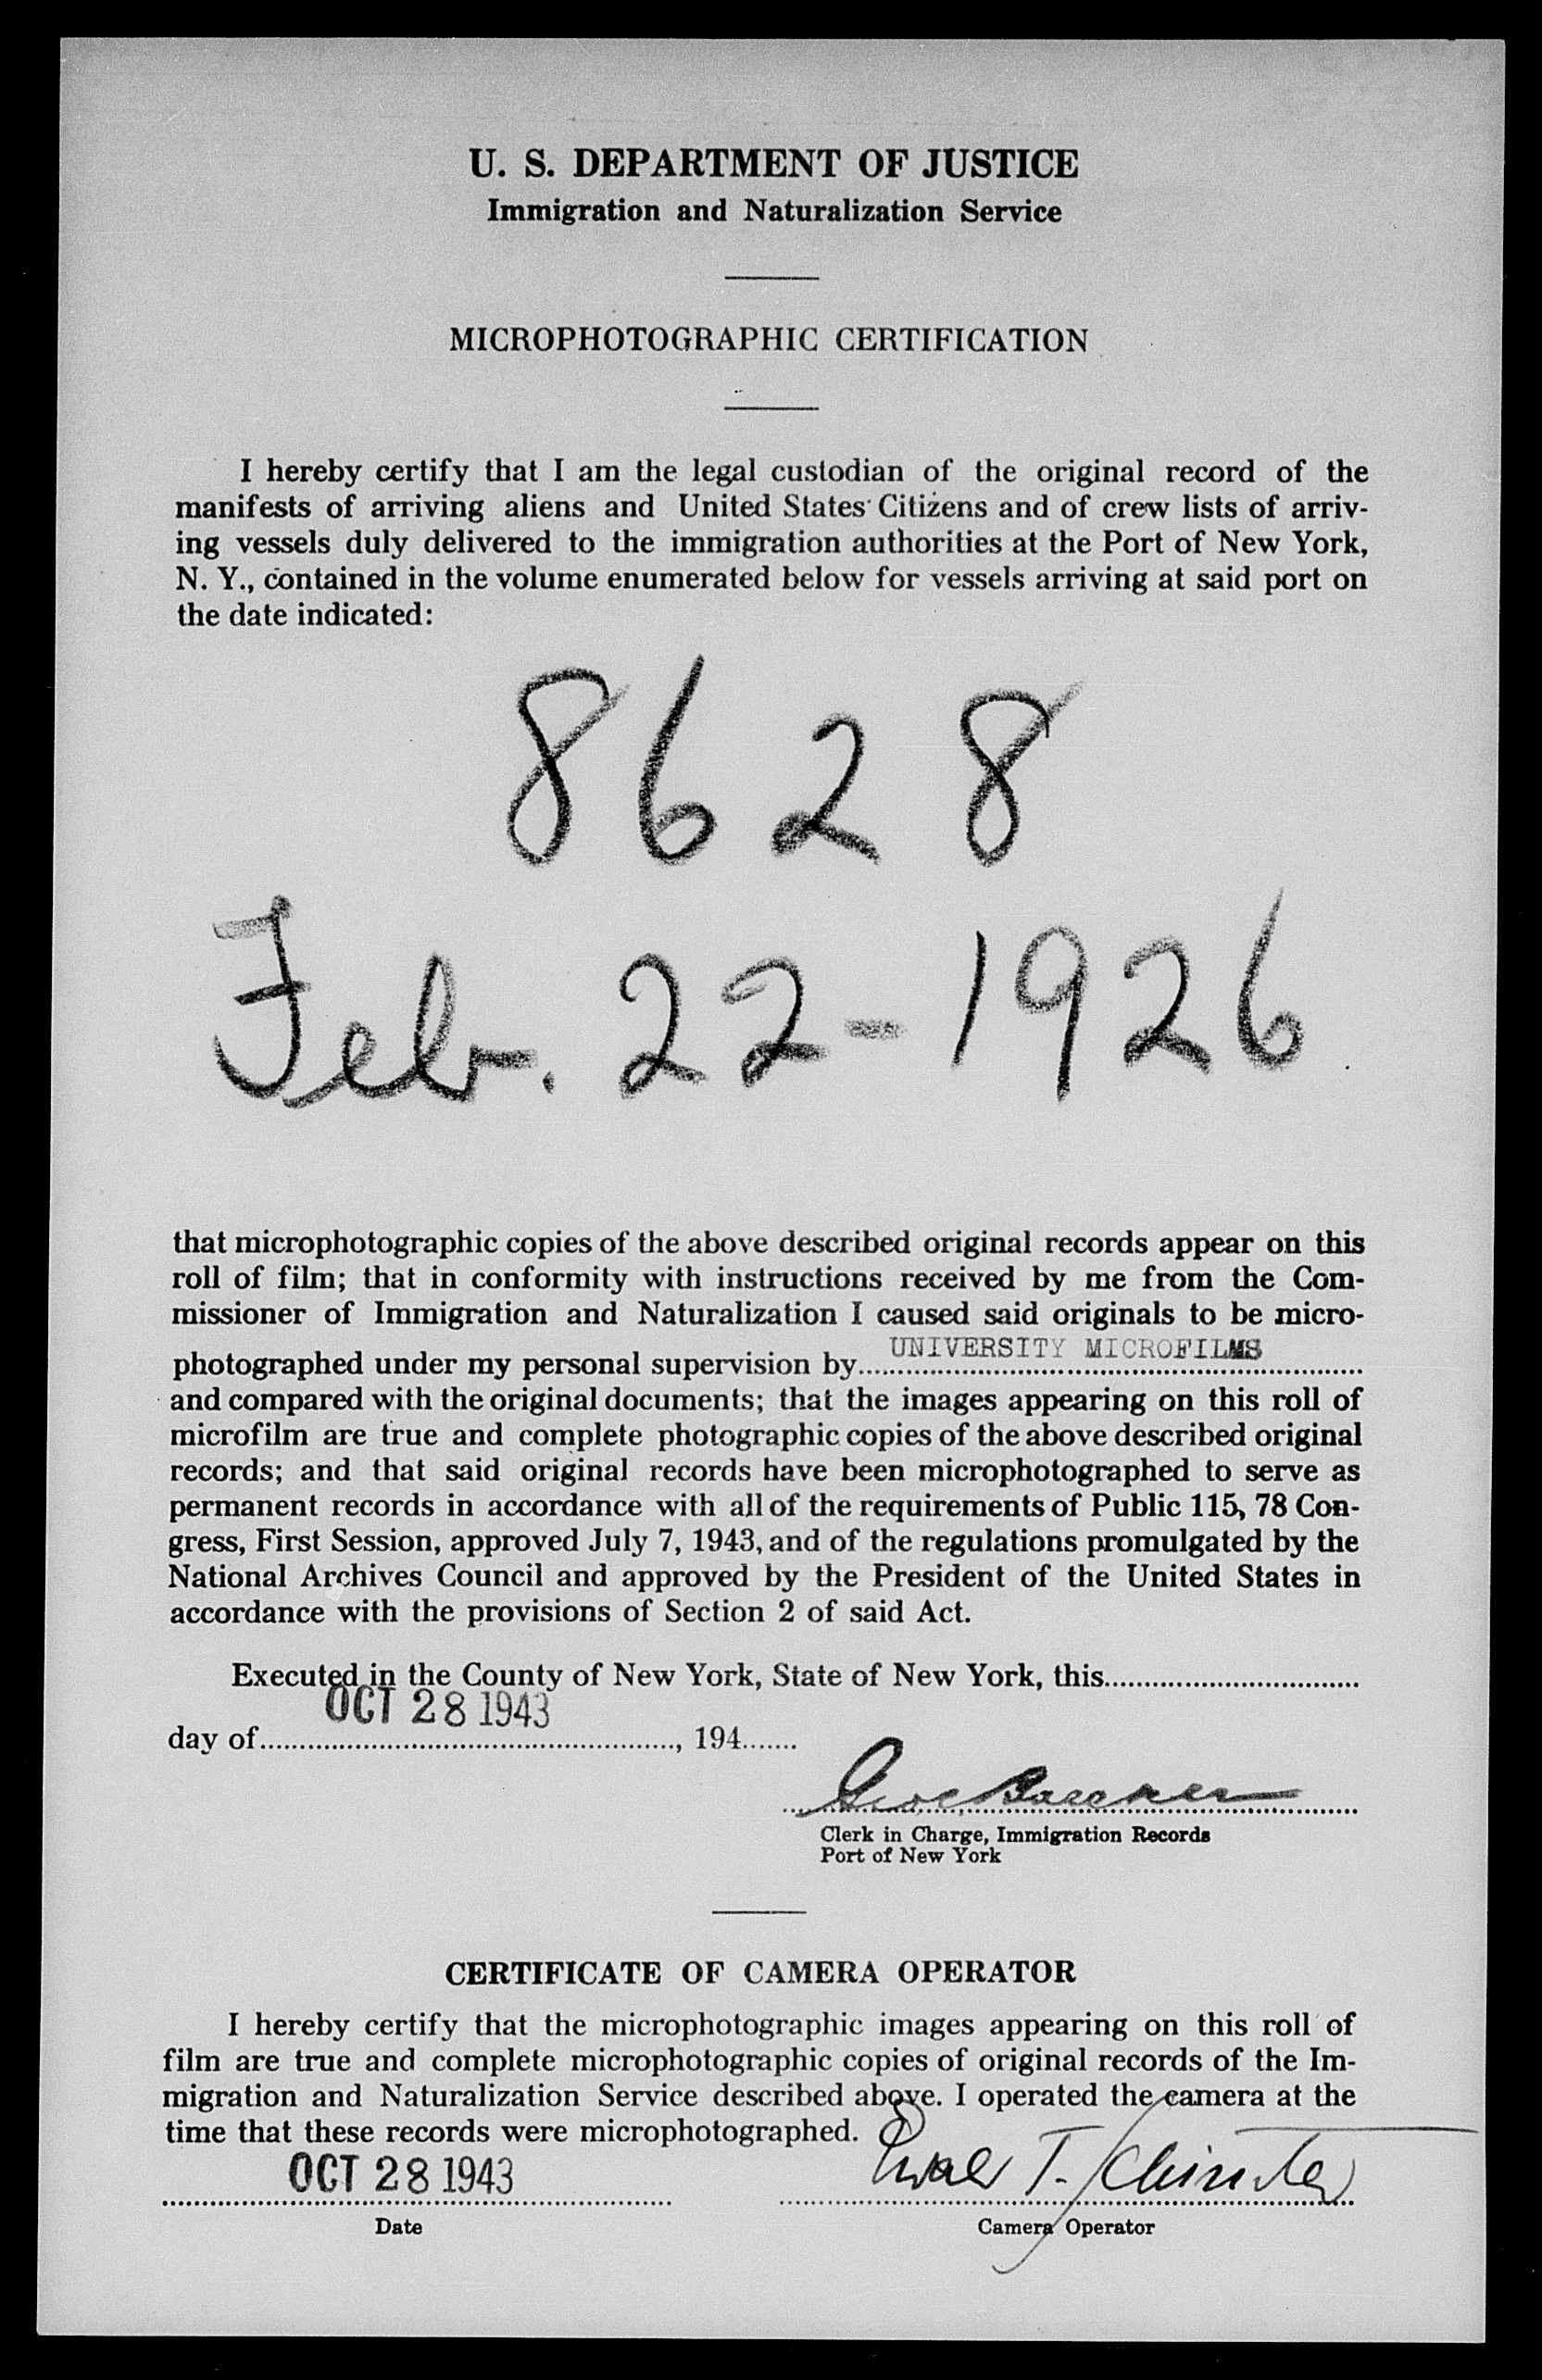 U. S. DEPARTMENT OF JUSTICE
Immigration and Naturalization Service
MICROPHOTOGRAPHIC CERTIFICATION
I hereby certify that I am the legal custodian of the original record of the
manifests of arriving aliens and United States Citizens and of crew lists of arriv-
ing vessels duly delivered to the immigration authorities at the Port of New York,
N. Y., contained in the volume enumerated below for vessels arriving at said port on
the date indicated:
8628
Feb. 22-1926
that microphotographic copies of the above described original records appear on this
roll of film; that in conformity with instructions received by me from the Com-
missioner of Immigration and Naturalization I caused said originals to be micro-
photographed under my personal supervision by UNIVERSITY MICROFILMS
and compared with the original documents; that the images appearing on this roll of
microfilm are true and complete photographic copies of the above described original
records; and that said original records have been microphotographed to serve as
permanent records in accordance with all of the requirements of Public 115, 78 Con-
gress, First Session, approved July 7, 1943, and of the regulations promulgated by the
National Archives Council and approved by the President of the United States in
accordance with the provisions of Section 2 of said Act.
Executed in the County of New York, State of New York, this
OCT 28 1943
day of, 194
Clerk in Charge, Immigration Records
Port of New York
CERTIFICATE OF CAMERA OPERATOR
I hereby certify that the microphotographic images appearing on this roll of
film are true and complete microphotographic copies of original records of the Im-
migration and Naturalization Service described above. I operated the camera at the
time that these records were microphotographed.
OCT 28 1943
Date
Camera Operator